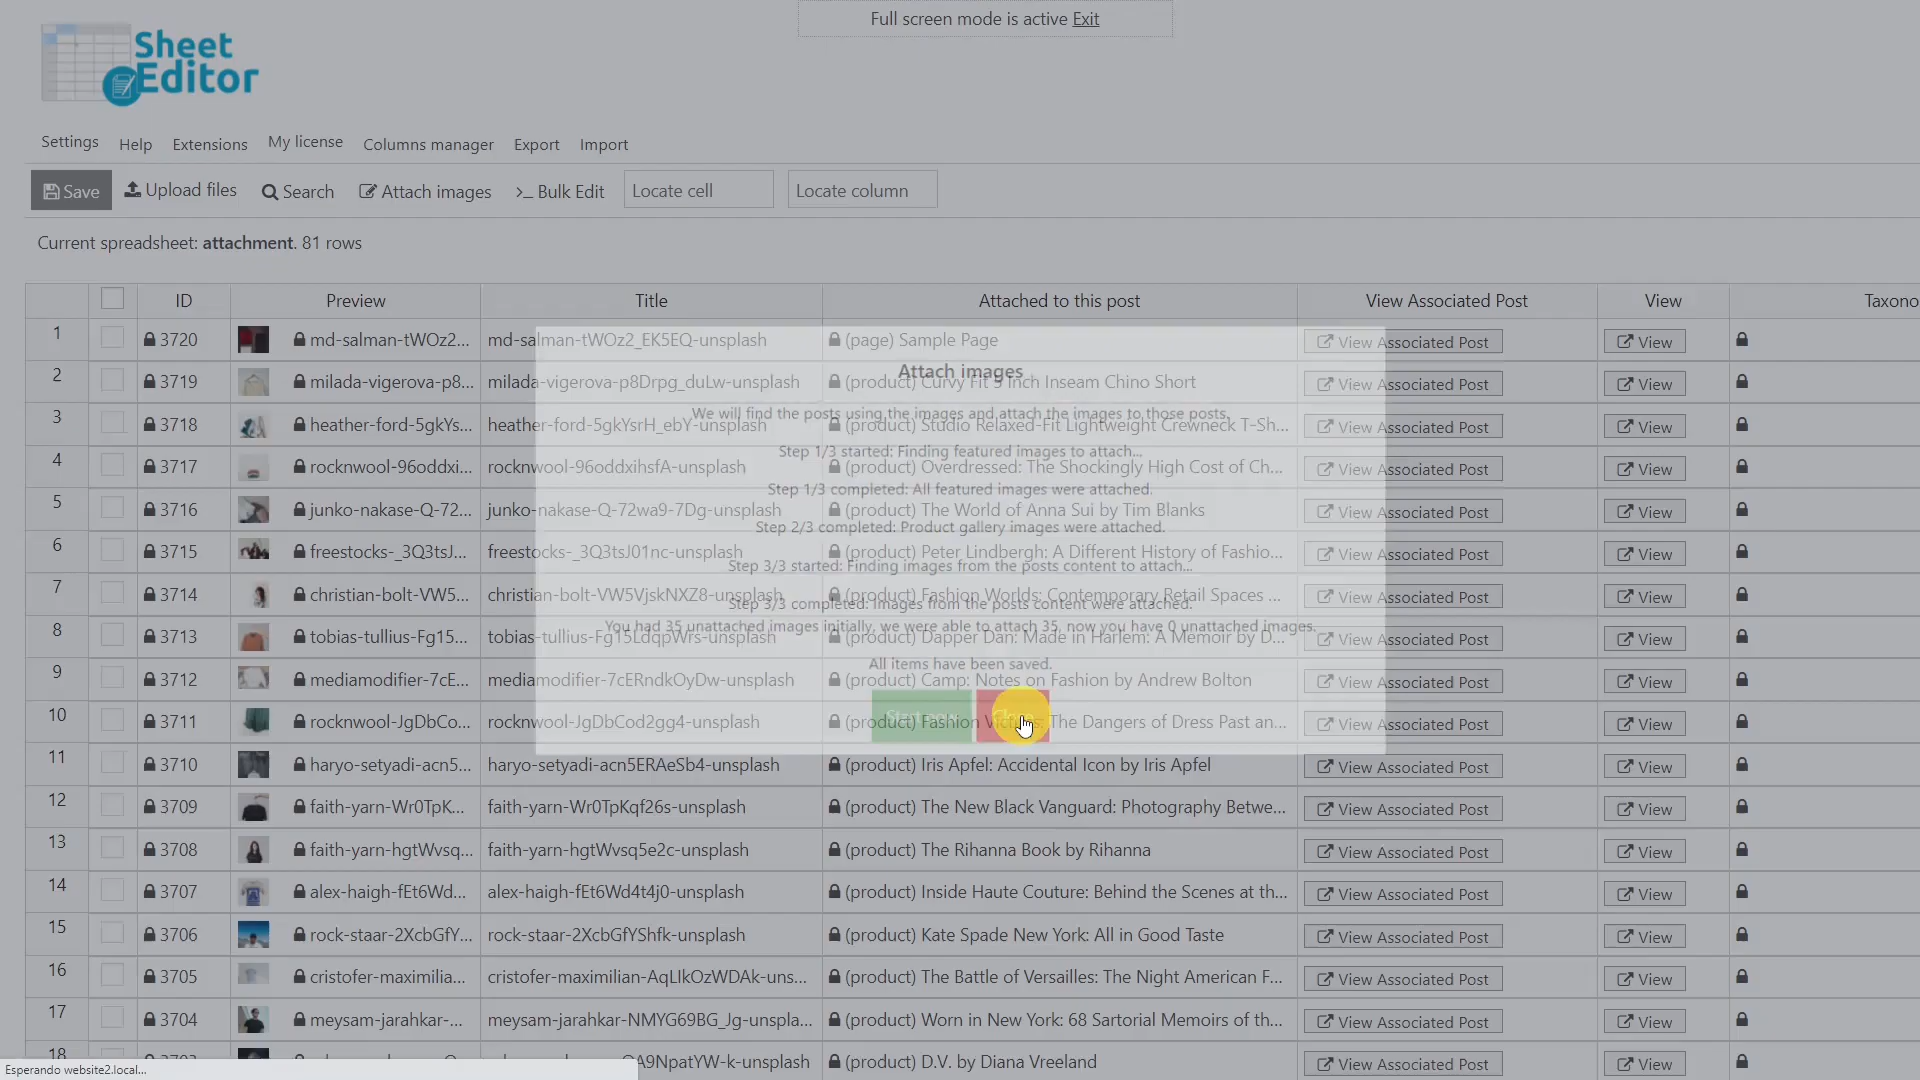 Full screen mode is active Exit
Sheet
Editor
Settings Help Extensions My license Columns manager Export Import
Save Upload files Search Attach images >_ Bulk Edit Locate cell Locate column
Current spreadsheet: attachment. 81 rows
ID Preview Title Attached to this post View Associated Post View Taxono
1 3720 md-salman-tWOz2... md-salman-tWOz2_EK5EQ-unsplash (page) Sample Page View Associated Post View
Attach images
2 3719 milada-vigerova-p8... milada-vigerova-p8Drpg_duLw-unsplash (product) Curvy Fit 5 Inch Inseam Chino Short View Associated Post View
We will find the posts using the images and attach the images to those posts.
3 3718 heather-ford-5gkYs... heather-ford-5gkYsrH_ebY-unsplash (product) Studio Relaxed-Fit Lightweight Crewneck T-Sh... View Associated Post View
Step 1/3 started: Finding featured images to attach...
4 3717 rocknwool-96oddxi... rocknwool-96oddxihsfA-unsplash (product) Overdressed: The Shockingly High Cost of Ch... View Associated Post View
Step 1/3 completed: All featured images were attached.
5 3716 junko-nakase-Q-72... junko-nakase-Q-72wa9-7Dg-unsplash (product) The World of Anna Sui by Tim Blanks View Associated Post View
Step 2/3 completed: Product gallery images were attached.
6 3715 freestocks-_3Q3tsJ... freestocks-_3Q3tsJ01nc-unsplash (product) Peter Lindbergh: A Different History of Fashio... View Associated Post View
Step 3/3 started: Finding images from the posts content to attach...
7 3714 christian-bolt-VW5... christian-bolt-VW5VjskNXZ8-unsplash (product) Fashion Worlds: Contemporary Retail Spaces ... View Associated Post View
Step 3/3 completed: Images from the posts content were attached.
You had 35 unattached images initially, we were able to attach 35, now you have 0 unattached images.
8 3713 tobias-tullius-Fg15... tobias-tullius-Fg15LdqpWrs-unsplash (product) Dapper Dan: Made in Harlem: A Memoir by D... View Associated Post View
All items have been saved.
9 3712 mediamodifier-7cE... mediamodifier-7cERndkOyDw-unsplash (product) Camp: Notes on Fashion by Andrew Bolton View Associated Post View
10 3711 rocknwool-JgDbCo... rocknwool-JgDbCod2gg4-unsplash (product) Fashion Victims: The Dangers of Dress Past an... View Associated Post View
11 3710 haryo-setyadi-acn5... haryo-setyadi-acn5ERAeSb4-unsplash (product) Iris Apfel: Accidental Icon by Iris Apfel View Associated Post View
12 3709 faith-yarn-Wr0TpK... faith-yarn-Wr0TpKqf26s-unsplash (product) The New Black Vanguard: Photography Betwe... View Associated Post View
13 3708 faith-yarn-hgtWvsq... faith-yarn-hgtWvsq5e2c-unsplash (product) The Rihanna Book by Rihanna View Associated Post View
14 3707 alex-haigh-fEt6Wd... alex-haigh-fEt6Wd4t4j0-unsplash (product) Inside Haute Couture: Behind the Scenes at th... View Associated Post View
15 3706 rock-staar-2XcbGfY... rock-staar-2XcbGfYShfk-unsplash (product) Kate Spade New York: All in Good Taste View Associated Post View
16 3705 cristofer-maximilia... cristofer-maximilian-AqLIkOzWDAk-uns... (product) The Battle of Versailles: The Night American F... View Associated Post View
17 3704 meysam-jarahkar-... meysam-jarahkar-NMYG69BG_Jg-unspla... (product) Worn in New York: 68 Sartorial Memoirs of th... View Associated Post View
18 3703 QA9NpatYW-k-unsplash (product) D.V. by Diana Vreeland View Associated Post View
Esperando website2.local...